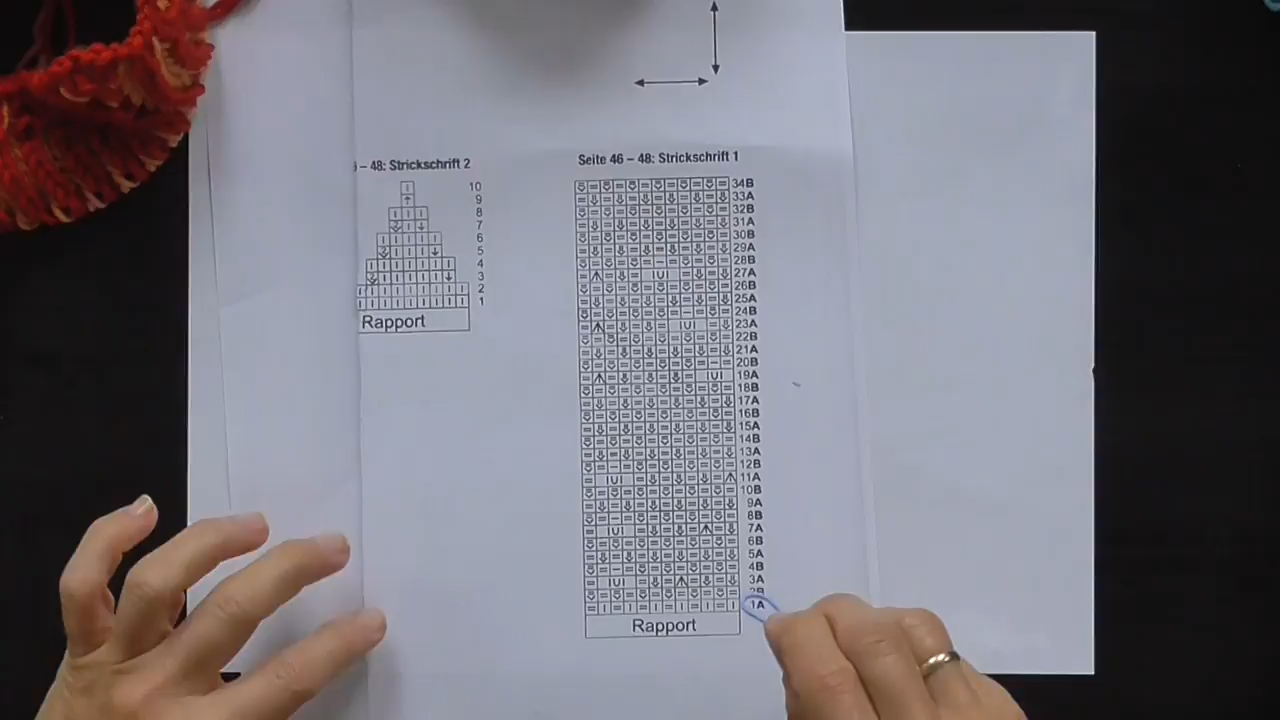 – 48: Strickschrift 2
10
9
8
7
6
5
4
3
2
1
Rapport
Seite 46 – 48: Strickschrift 1
34B
33A
32B
31A
30B
29A
28B
27A
26B
25A
24B
23A
22B
21A
20B
19A
18B
17A
16B
15A
14B
13A
12B
11A
10B
9A
8B
7A
6B
5A
4B
3A
1A
Rapport